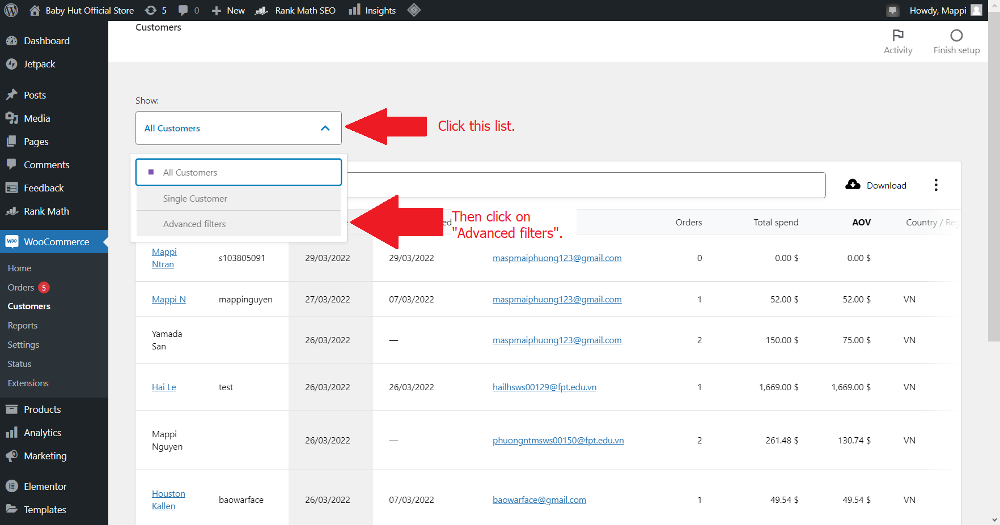 Baby Hut Official Store 5 0 New Rank Math SEO Insights Howdy, Mappi
Customers
Activity
Finish setup
Dashboard
Jetpack
Posts
Media
Pages
Comments
Feedback
Rank Math
WooCommerce
WOO
Home
Orders 5
Customers
Reports
Settings
Status
Extensions
Products
Analytics
Marketing
Elementor
Templates
Show:
All Customers
Click this list.
All Customers
Single Customer
Advanced filters
Download
Then click on
"Advanced filters".
Orders Total spend AOV Country / Reg
Mappi
Ntran
s103805091 29/03/2022 29/03/2022 maspmaiphuong123@gmail.com 0 0.00 $ 0.00 $
Mappi N mappinguyen 27/03/2022 07/03/2022 maspmaiphuong123@gmail.com 1 52.00 $ 52.00 $ VN
Yamada
San
26/03/2022 — maspmaiphuong123@gmail.com 2 150.00 $ 75.00 $ VN
Hai Le test 26/03/2022 26/03/2022 hailhsws00129@fpt.edu.vn 1 1,669.00 $ 1,669.00 $ VN
Mappi
Nguyen
26/03/2022 — phuongntmsws00150@fpt.edu.vn 2 261.48 $ 130.74 $ VN
Houston
Kallen
baowarface 26/03/2022 07/03/2022 baowarface@gmail.com 1 49.54 $ 49.54 $ VN